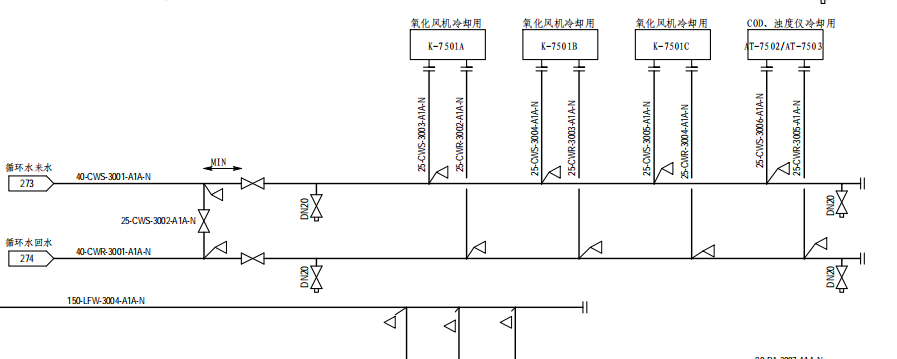 氧化风机冷却用
氧化风机冷却用
氧化风机冷却用
COD、浊度仪冷却用
K-7501A
K-7501B
K-7501C
AT-7502/AT-7503
25-CWS-3003-A1A-N
25-CWR-3002-A1A-N
25-CWS-3004-A1A-N
25-CWR-3003-A1A-N
25-CWS-3005-A1A-N
25-CWR-3004-A1A-N
25-CWS-3006-A1A-N
25-CWR-3005-A1A-N
循环水来水
273
40-CWS-3001-A1A-N
MIN
DN20
DN20
25-CWS-3002-A1A-N
循环水回水
274
40-CWR-3001-A1A-N
DN20
DN20
150-LFW-3004-A1A-N